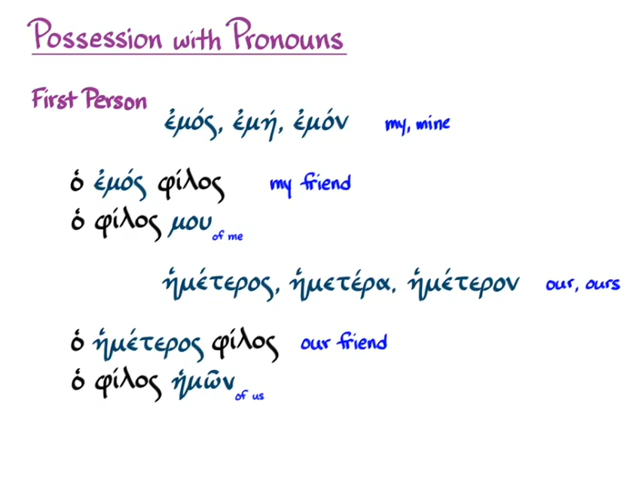 Possession with Pronouns
First Person
ἐμός, ἐμή, ἐμόν my, mine
ὁ ἐμός φίλος my friend
ὁ φίλος μου of me
ἡμέτερος, ἡμετέρα, ἡμέτερον our, ours
ὁ ἡμέτερος φίλος our friend
ὁ φίλος ἡμῶν of us